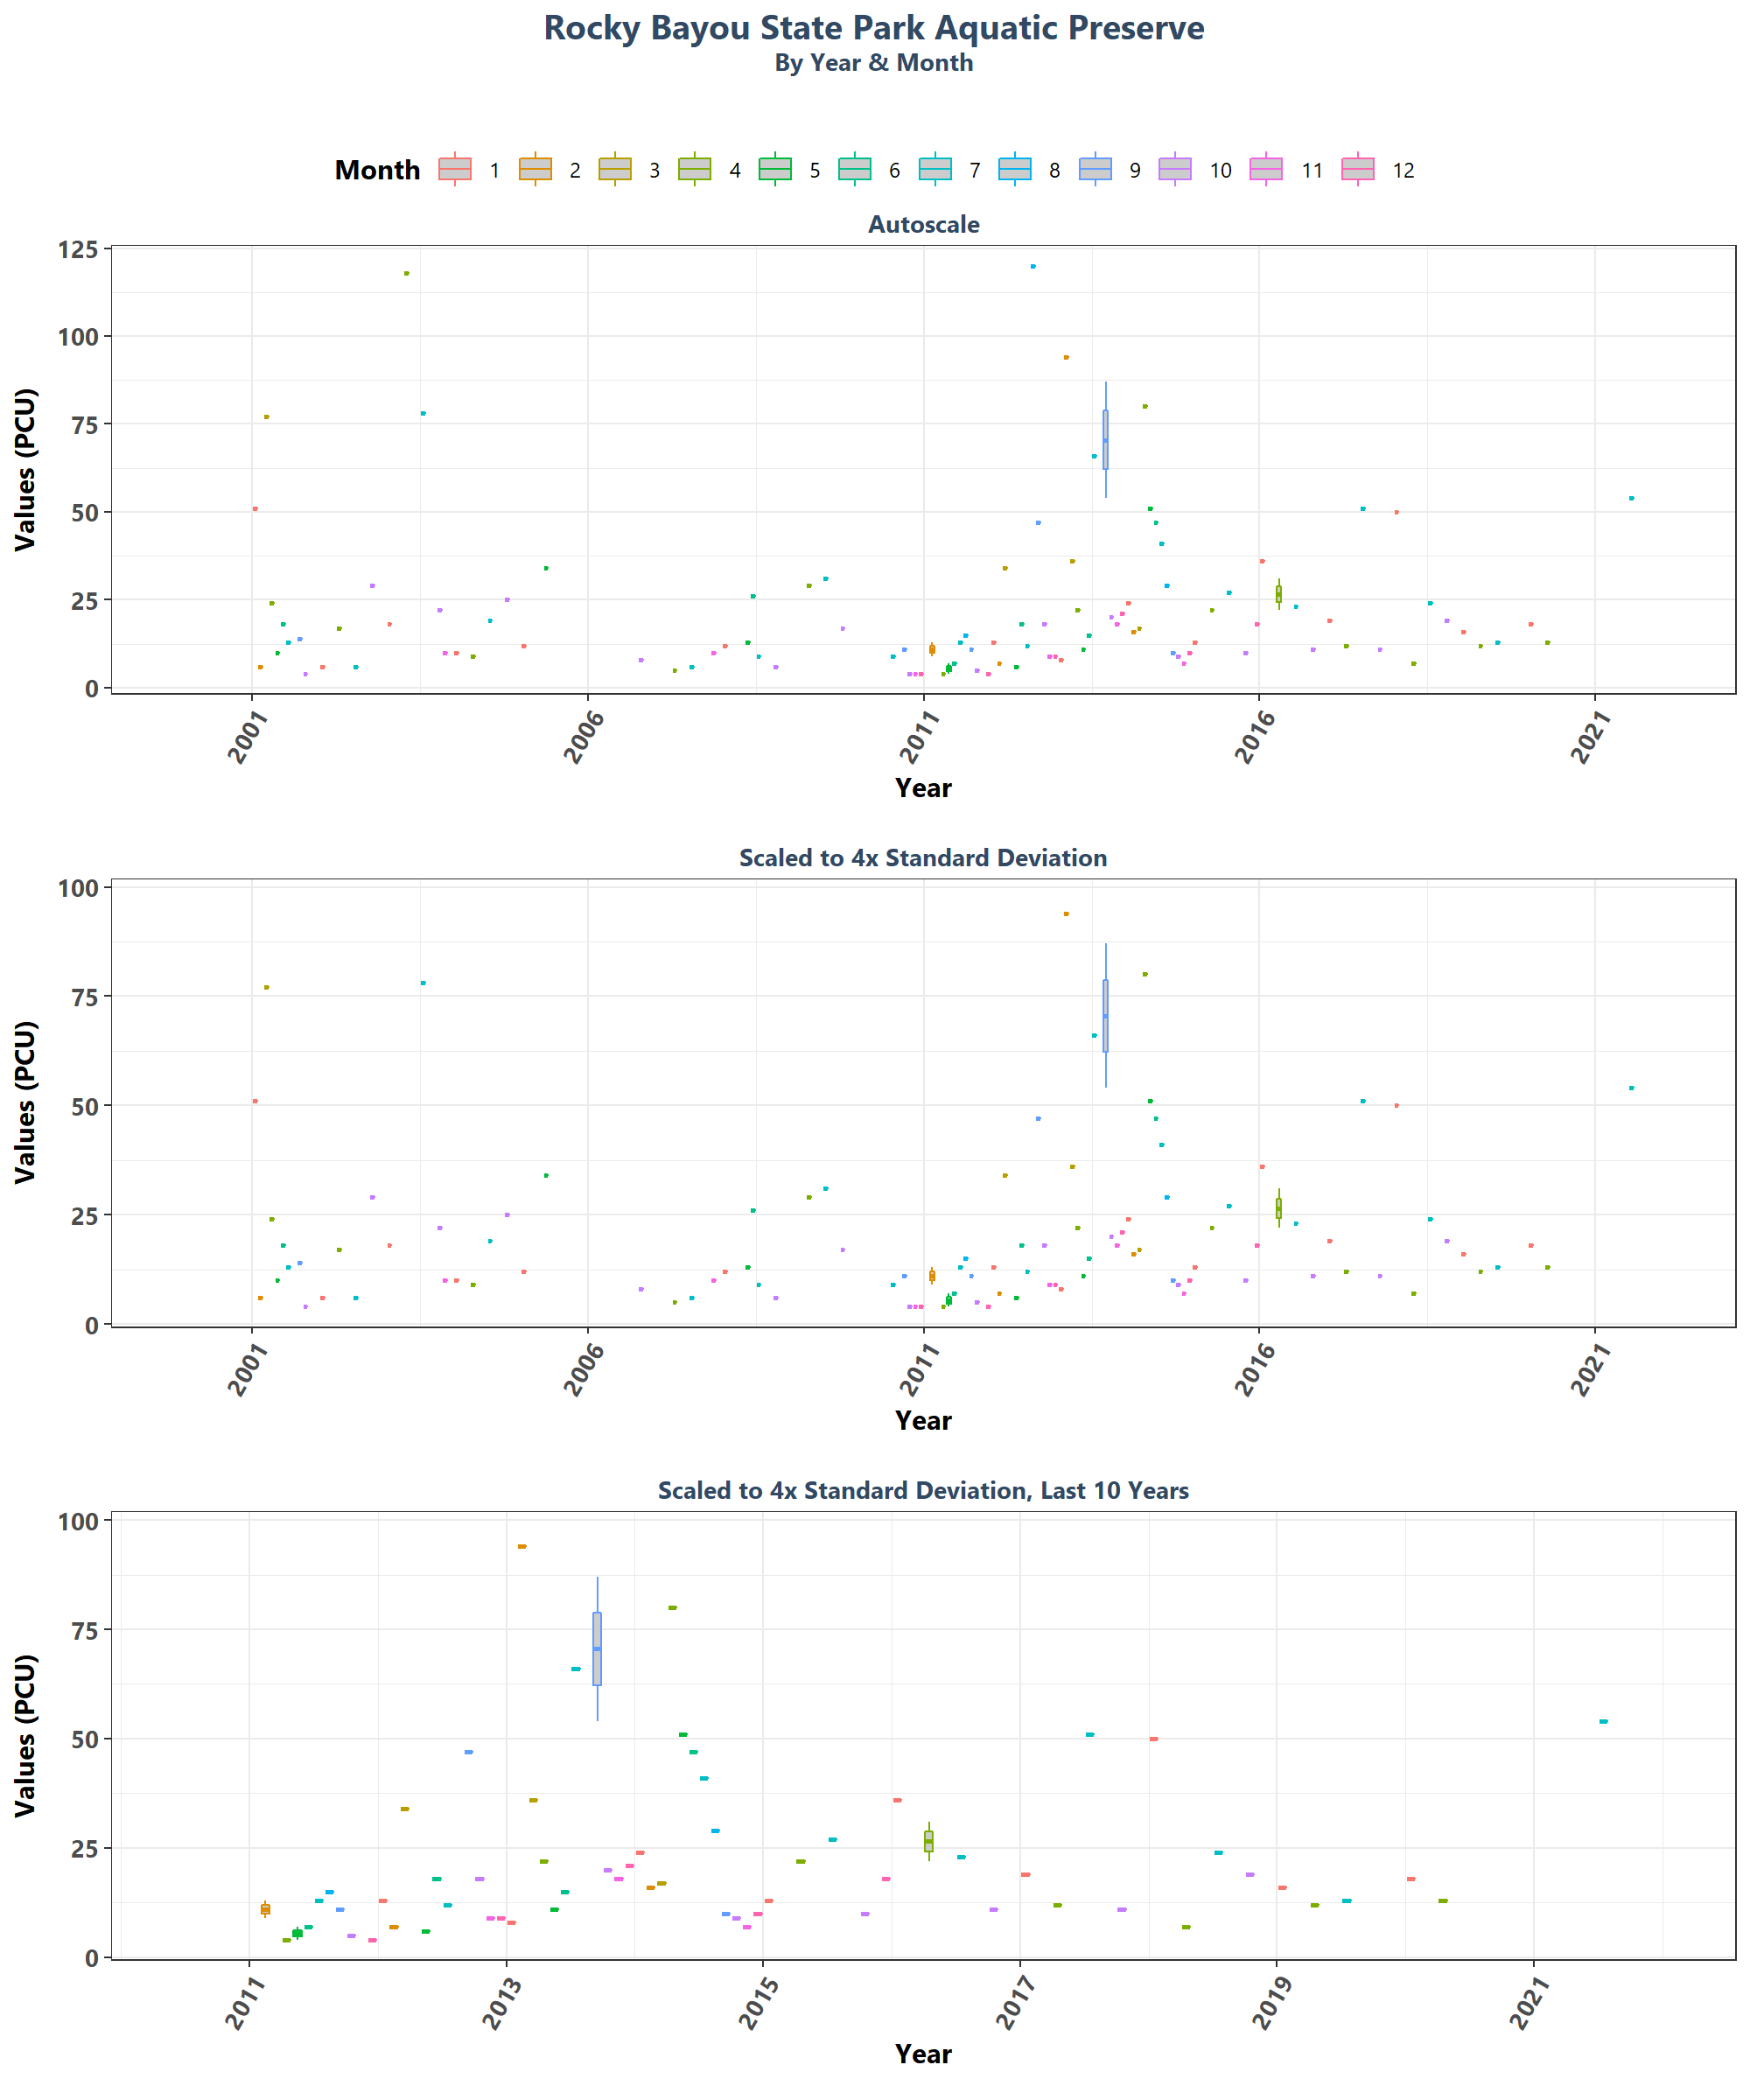 Rocky Bayou State Park Aquatic Preserve
By Year & Month
Month 1 2 3 4 5 6 7 8 9 10 11 12
Autoscale
125
100
75
50
25
0
Values (PCU)
2001 2006 2011 2016 2021
Year
Scaled to 4x Standard Deviation
100
75
50
25
0
Values (PCU)
2001 2006 2011 2016 2021
Year
Scaled to 4x Standard Deviation, Last 10 Years
100
75
50
25
0
Values (PCU)
2011 2013 2015 2017 2019 2021
Year